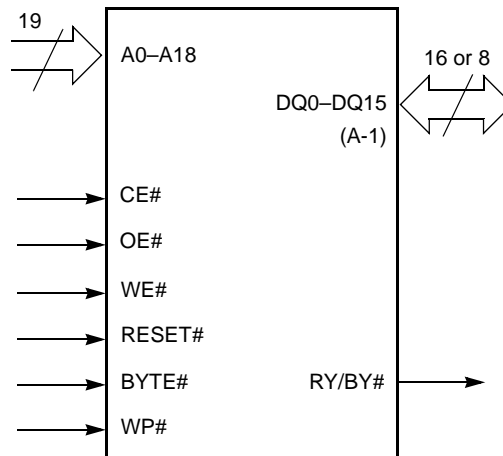 19
A0–A18
16 or 8
DQ0–DQ15
(A-1)
CE#
OE#
WE#
RESET#
BYTE#
RY/BY#
WP#